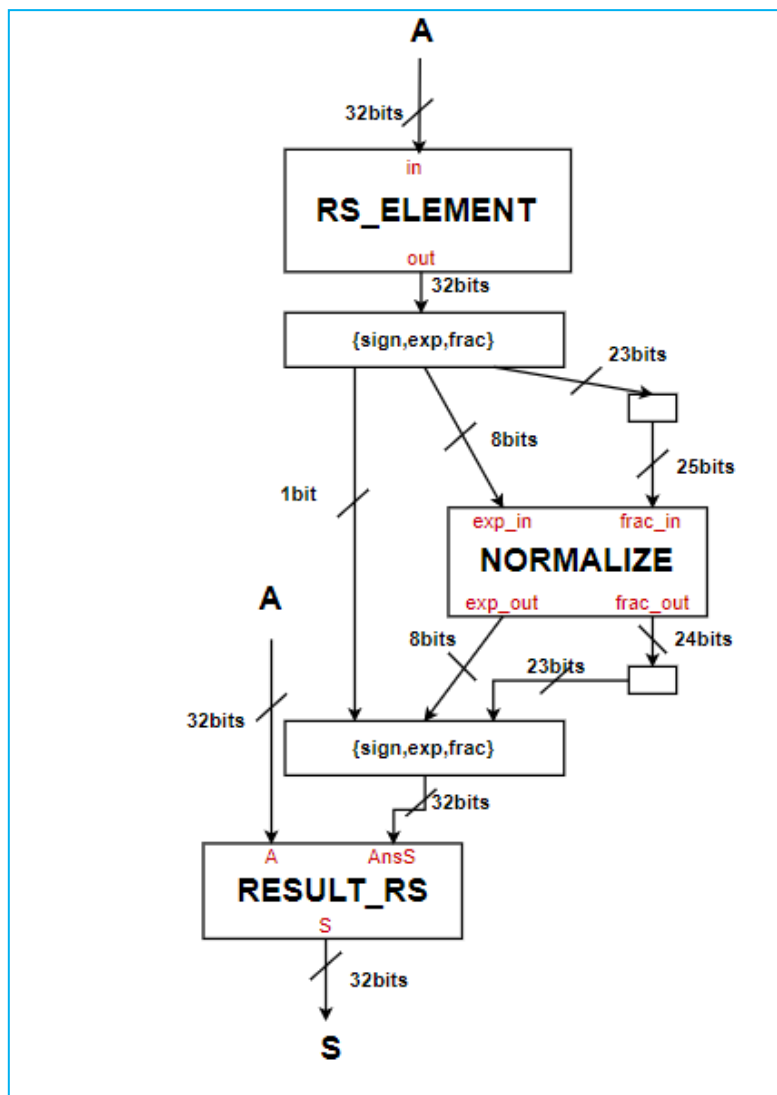 A
32bits
in
RS_ELEMENT
out
32bits
{sign,exp,frac}
23bits
8bits
25bits
1bit
exp_in frac_in
NORMALIZE
exp_out frac_out
A
8bits
24bits
23bits
32bits
{sign,exp,frac}
32bits
A AnsS
RESULT_RS
S
32bits
S